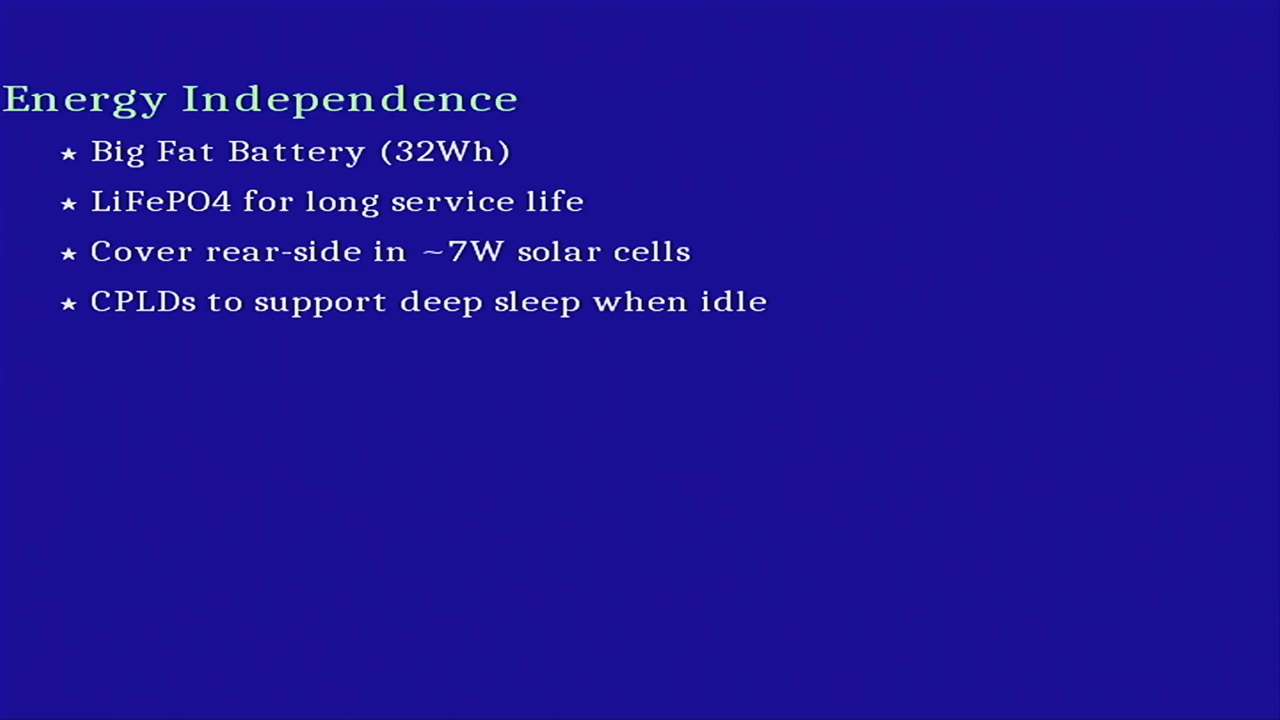 Energy Independence
★ Big Fat Battery (32Wh)
★ LiFePO4 for long service life
★ Cover rear-side in ~7W solar cells
★ CPLDs to support deep sleep when idle